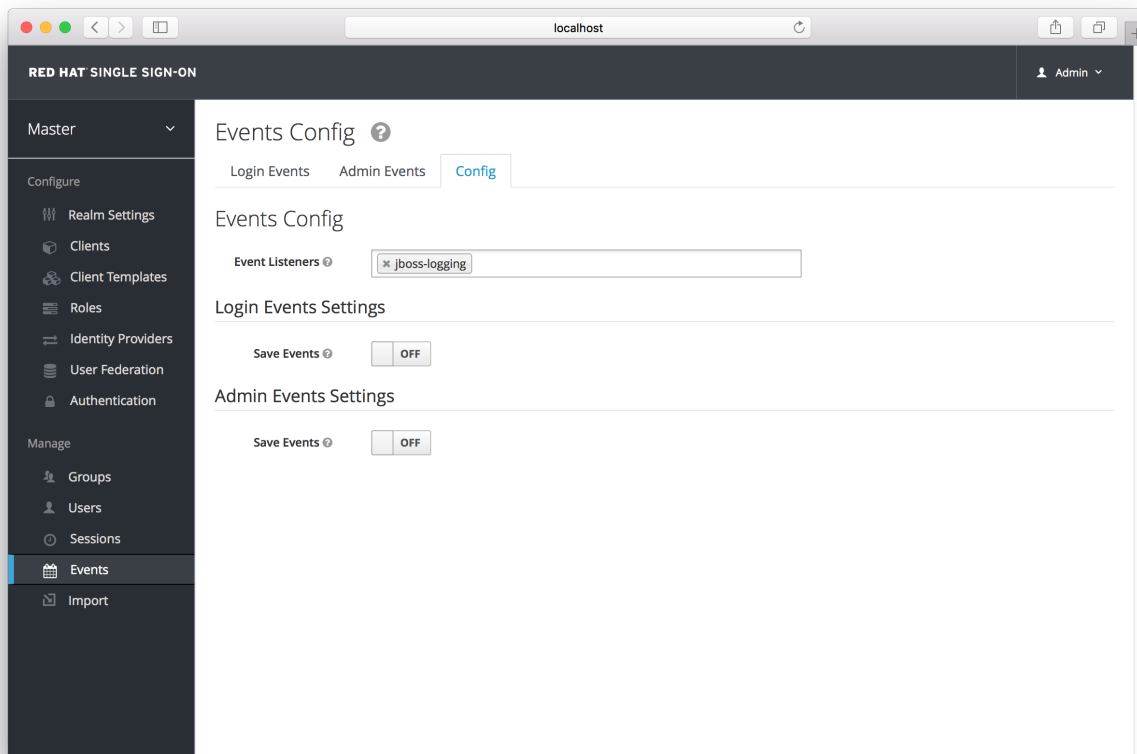 localhost
RED HAT SINGLE SIGN-ON
Admin
Master
Configure
Realm Settings
Clients
Client Templates
Roles
Identity Providers
User Federation
Authentication
Manage
Groups
Users
Sessions
Events
Import
Events Config
Login Events Admin Events Config
Events Config
Event Listeners jboss-logging
Login Events Settings
Save Events OFF
Admin Events Settings
Save Events OFF